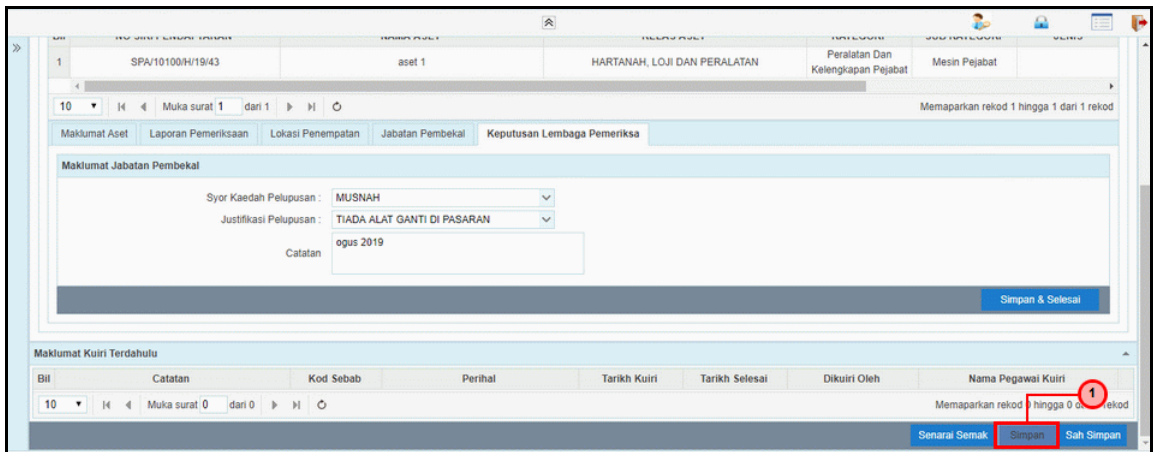 1 SPA/10100/H/19/43 aset 1 HARTANAH, LOJI DAN PERALATAN Peralatan Dan Kelengkapan Pejabat Mesin Pejabat
10 Muka surat 1 dari 1 Memaparkan rekod 1 hingga 1 dari 1 rekod
Maklumat Aset Laporan Pemeriksaan Lokasi Penempatan Jabatan Pembekal Keputusan Lembaga Pemeriksa
Maklumat Jabatan Pembekal
Syor Kaedah Pelupusan : MUSNAH
Justifikasi Pelupusan : TIADA ALAT GANTI DI PASARAN
Catatan ogus 2019
Simpan & Selesai
Maklumat Kuiri Terdahulu
Bil Catatan Kod Sebab Perihal Tarikh Kuiri Tarikh Selesai Dikuiri Oleh Nama Pegawai Kuiri
1
10 Muka surat 0 dari 0 Memaparkan rekod 0 hingga 0 rekod
Senarai Semak Simpan Sah Simpan